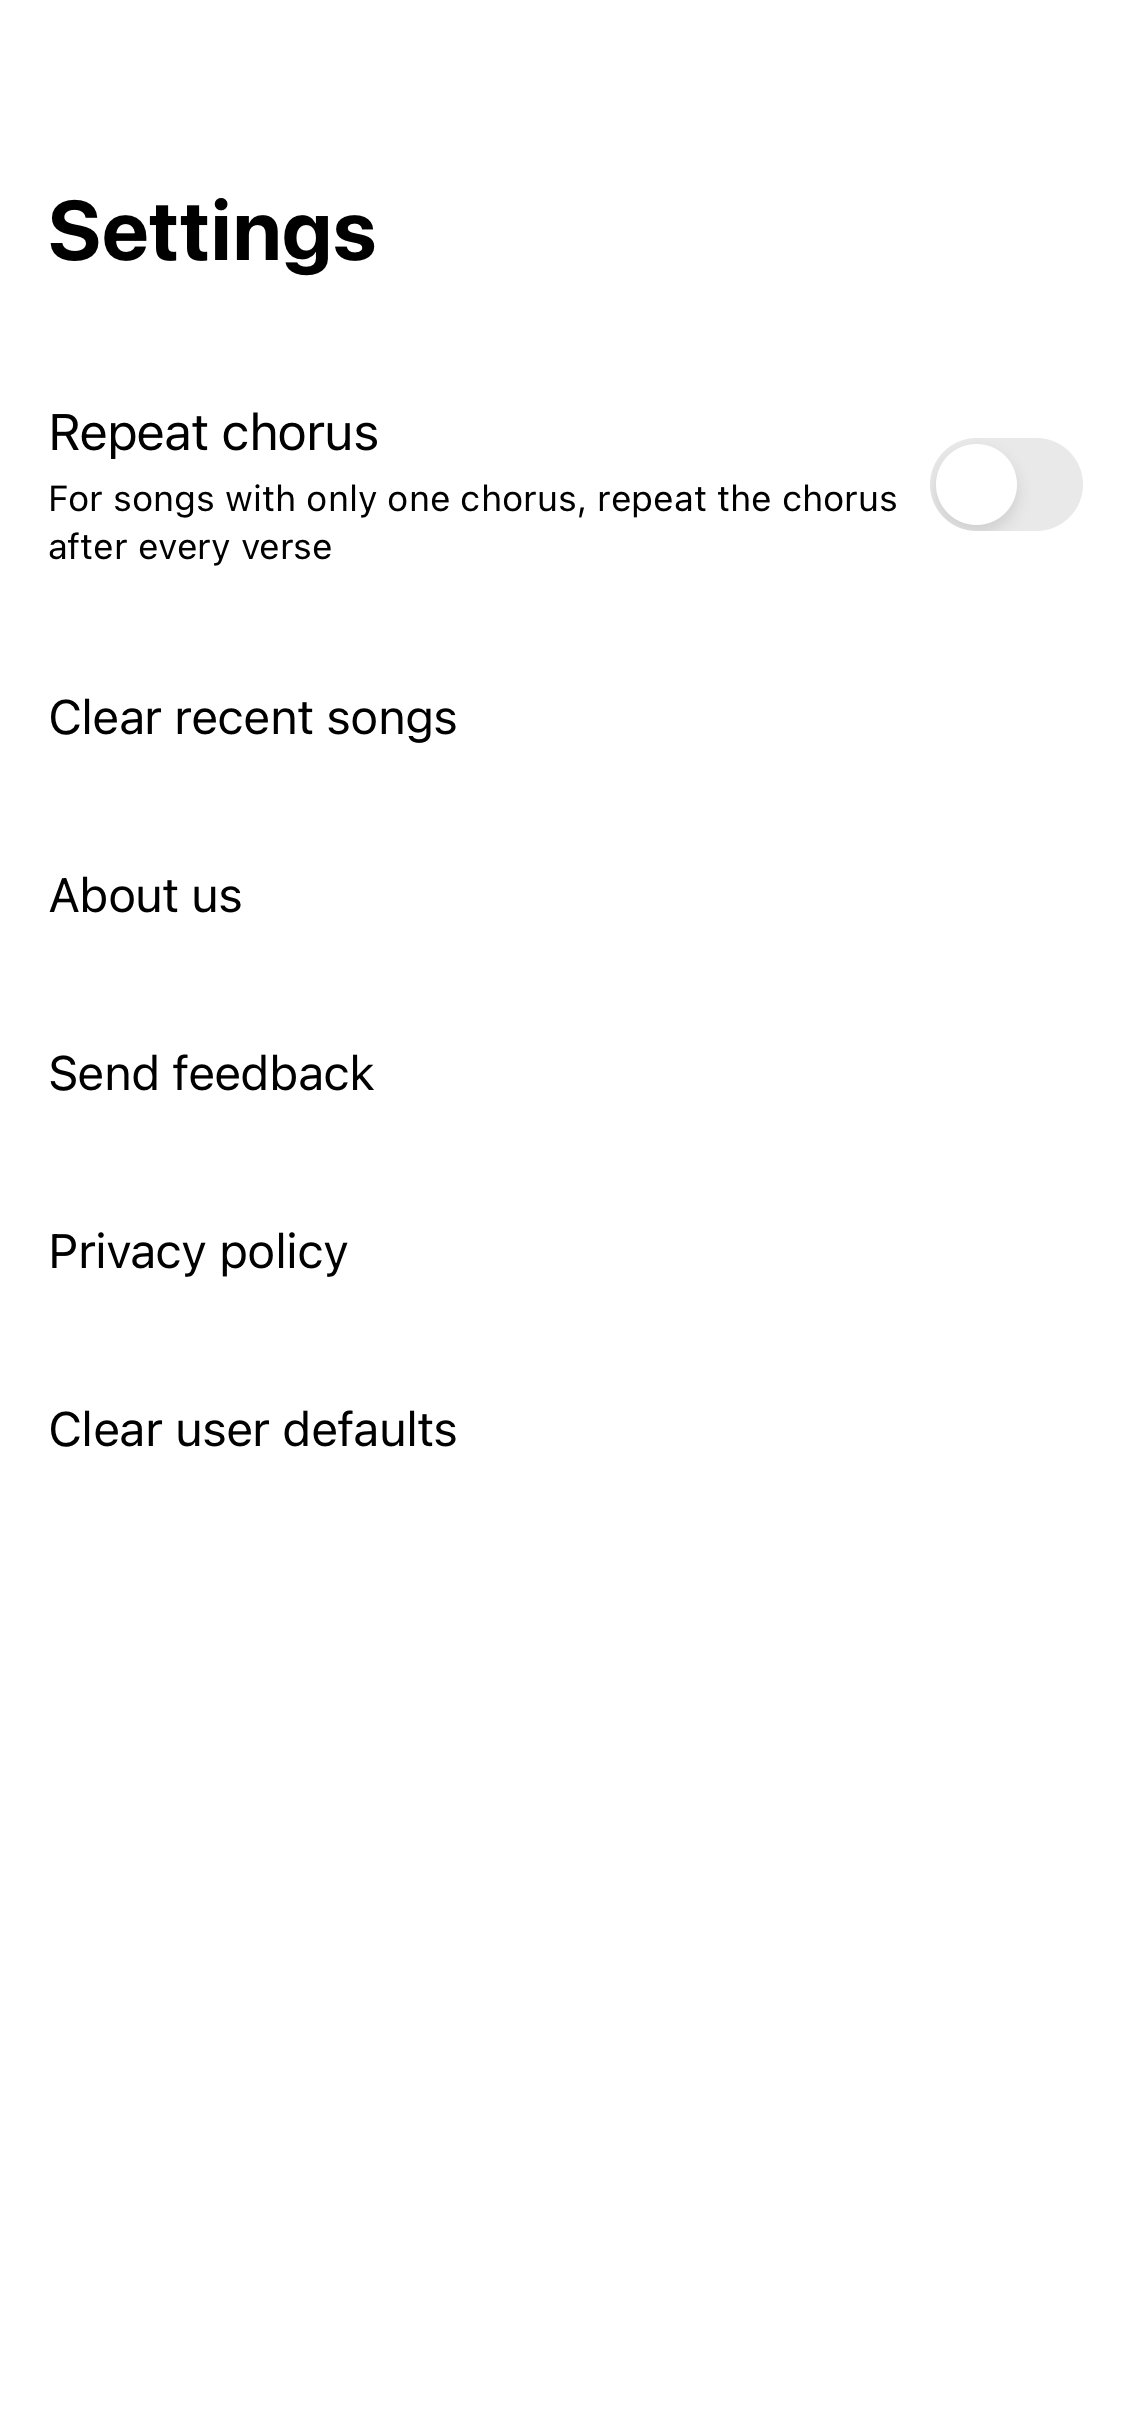 Settings
Repeat chorus
For songs with only one chorus, repeat the chorus
after every verse
Clear recent songs
About us
Send feedback
Privacy policy
Clear user defaults